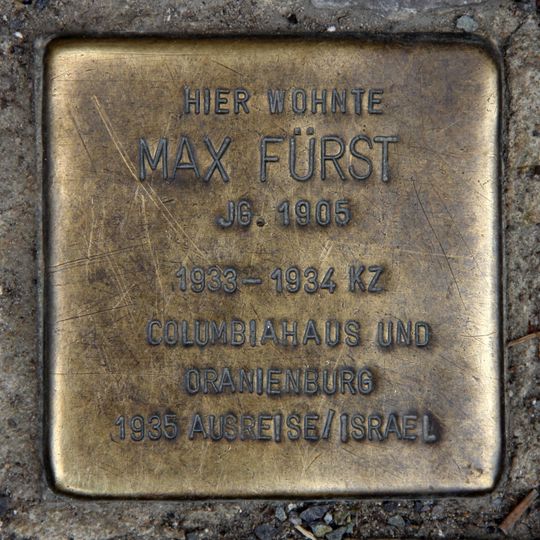 HIER WOHNTE
MAX FÜRST
JG. 1905
1933 – 1934 KZ
COLUMBIAHAUS UND
ORANIENBURG
1935 AUSREISE/ISRAEL